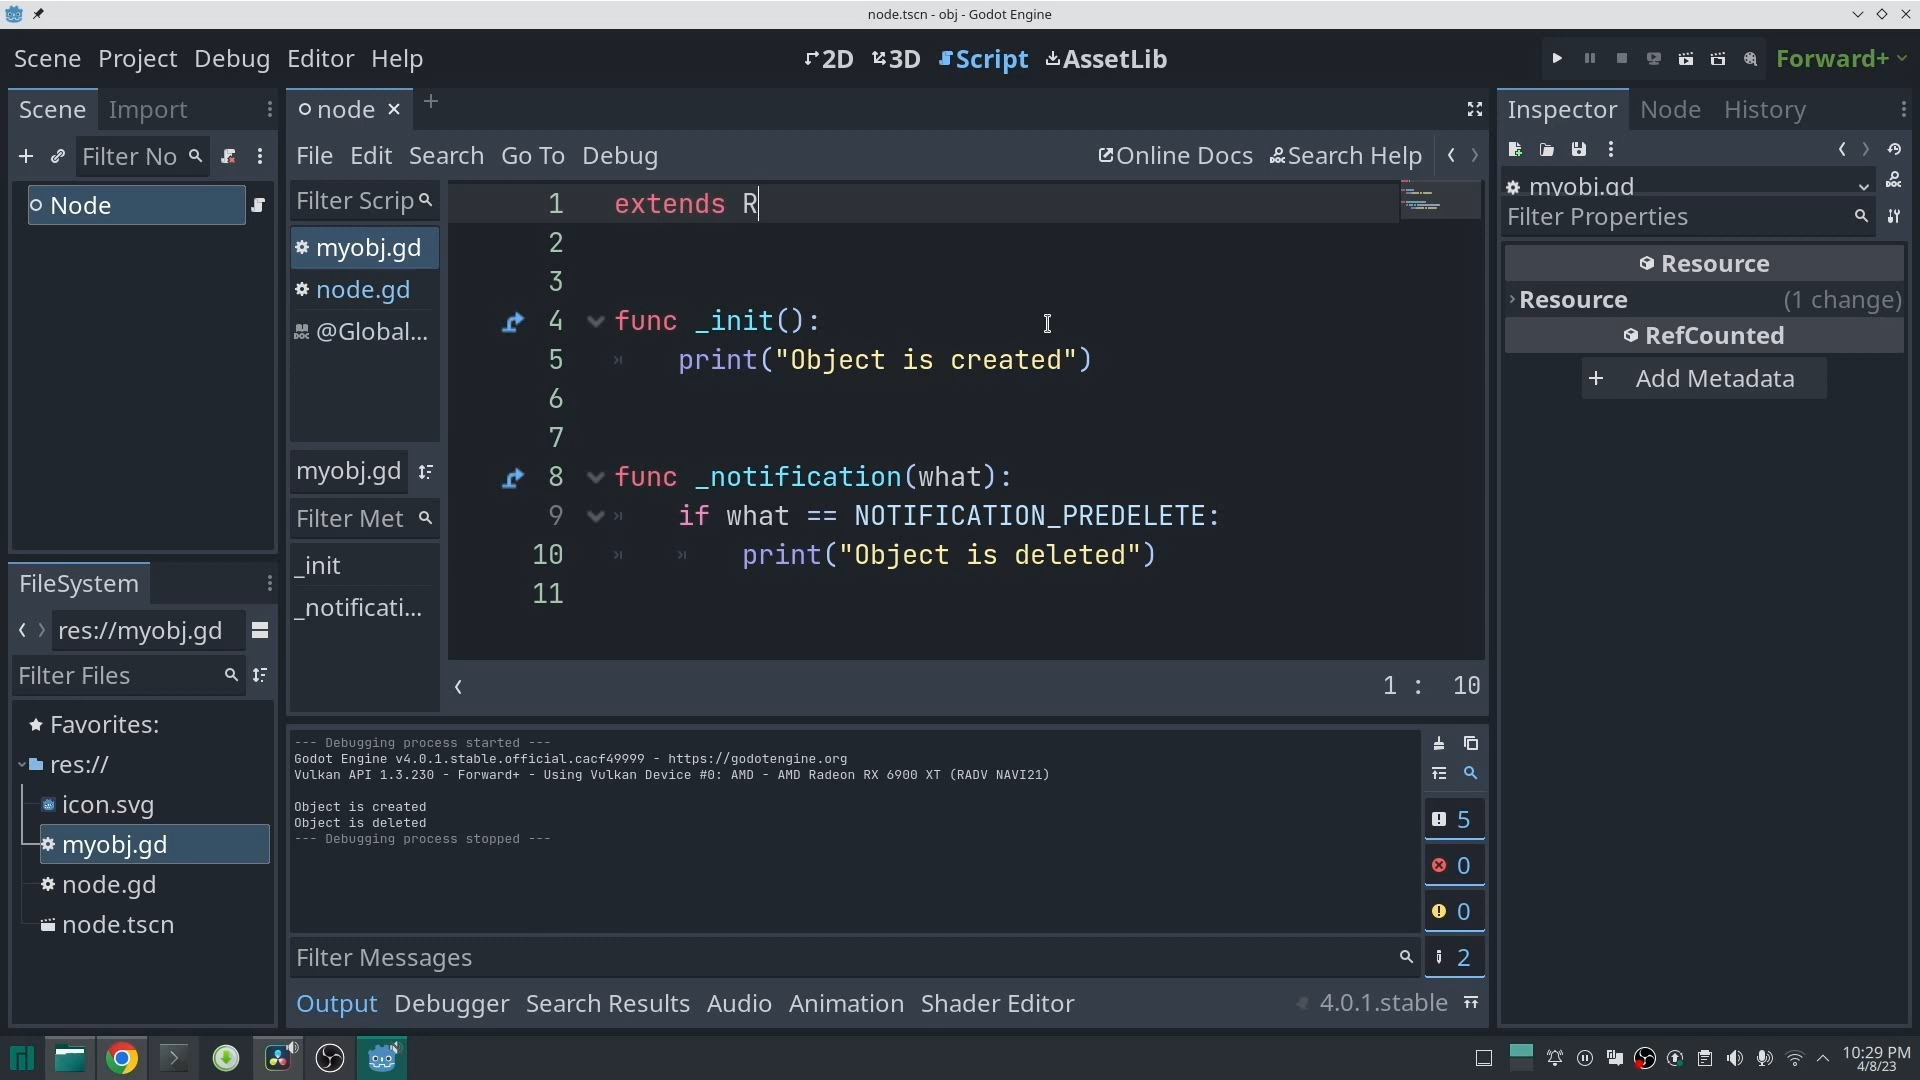 node.tscn - obj - Godot Engine
Scene Project Debug Editor Help
2D 3D Script AssetLib
Forward+
Scene Import
Filter No
Node
node
File Edit Search Go To Debug
Online Docs Search Help
Filter Scrip
myobj.gd
node.gd
@Global...
myobj.gd
Filter Met
_init
_notificati...
1 extends R
2
3
4 func _init():
5 print("Object is created")
6
7
8 func _notification(what):
9 if what == NOTIFICATION_PREDELETE:
10 print("Object is deleted")
11
1 : 10
Inspector Node History
myobj.gd
Filter Properties
Resource
Resource (1 change)
RefCounted
Add Metadata
FileSystem
res://myobj.gd
Filter Files
Favorites:
res://
icon.svg
myobj.gd
node.gd
node.tscn
--- Debugging process started ---
Godot Engine v4.0.1.stable.official.cacf49999 - https://godotengine.org
Vulkan API 1.3.230 - Forward+ - Using Vulkan Device #0: AMD - AMD Radeon RX 6900 XT (RADV NAVI21)
Object is created
Object is deleted
--- Debugging process stopped ---
5
0
0
2
Filter Messages
Output Debugger Search Results Audio Animation Shader Editor
4.0.1.stable
10:29 PM
4/8/23